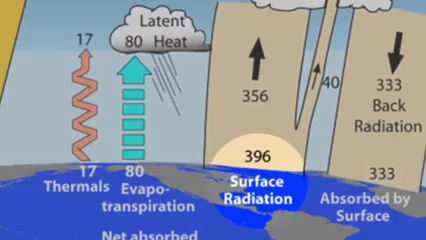 Latent
17
80 Heat
40
333
356
Back
Radiation
396
17
80
333
Thermals
Evapo-
transpiration
Surface
Radiation
Absorbed by
Surface
Net absorbed